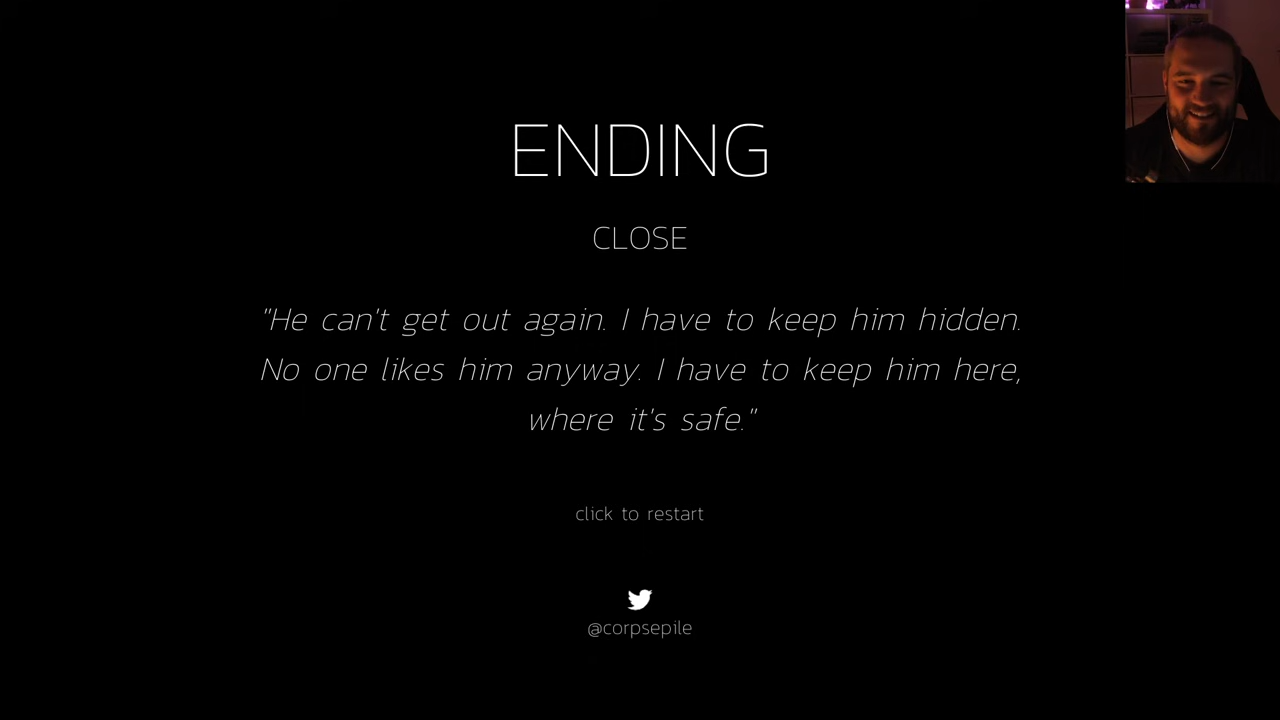 ENDING
CLOSE
"He can't get out again. I have to keep him hidden.
No one likes him anyway. I have to keep him here,
where it's safe."
click to restart
@corpsepile